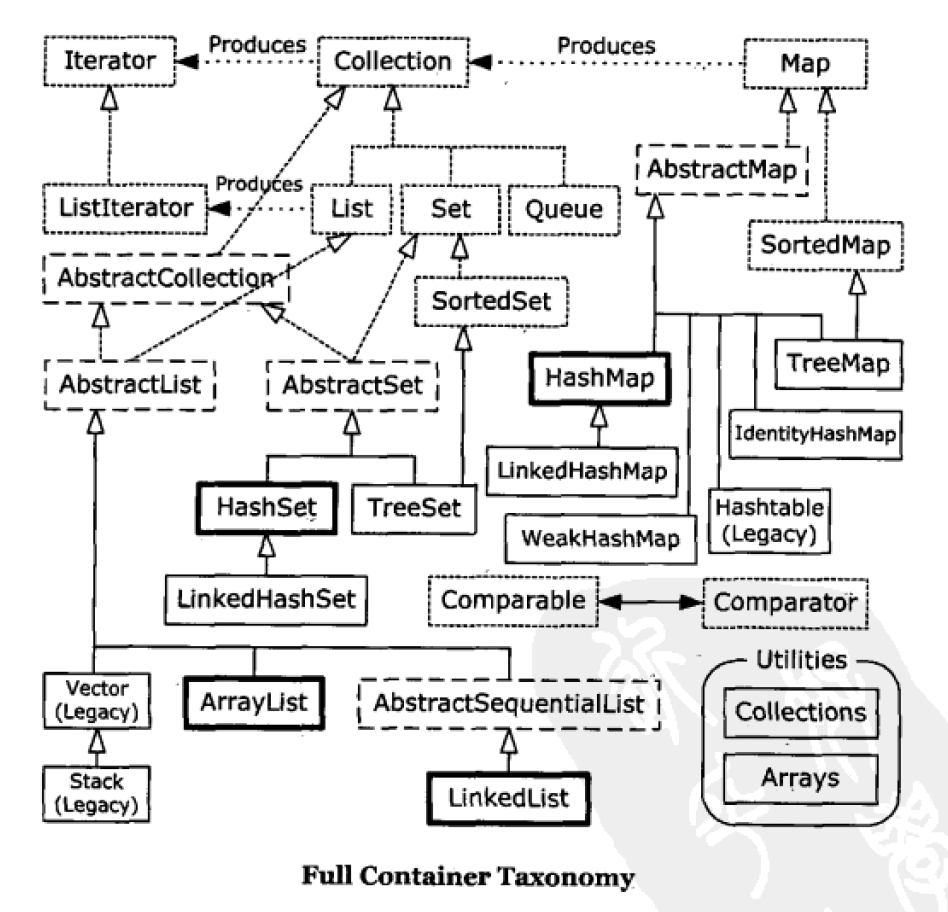 Produces
Produces
Iterator
Collection
Map
AbstractMap
Produces
ListIterator
List
Set
Queue
SortedMap
AbstractCollection
SortedSet
TreeMap
HashMap
AbstractList
AbstractSet
IdentityHashMap
LinkedHashMap
HashSet
TreeSet
Hashtable
(Legacy)
WeakHashMap
LinkedHashSet
Comparable
Comparator
Utilities
Vector
(Legacy)
ArrayList
AbstractSequentialList
Collections
Stack
(Legacy)
LinkedList
Arrays
Full Container Taxonomy